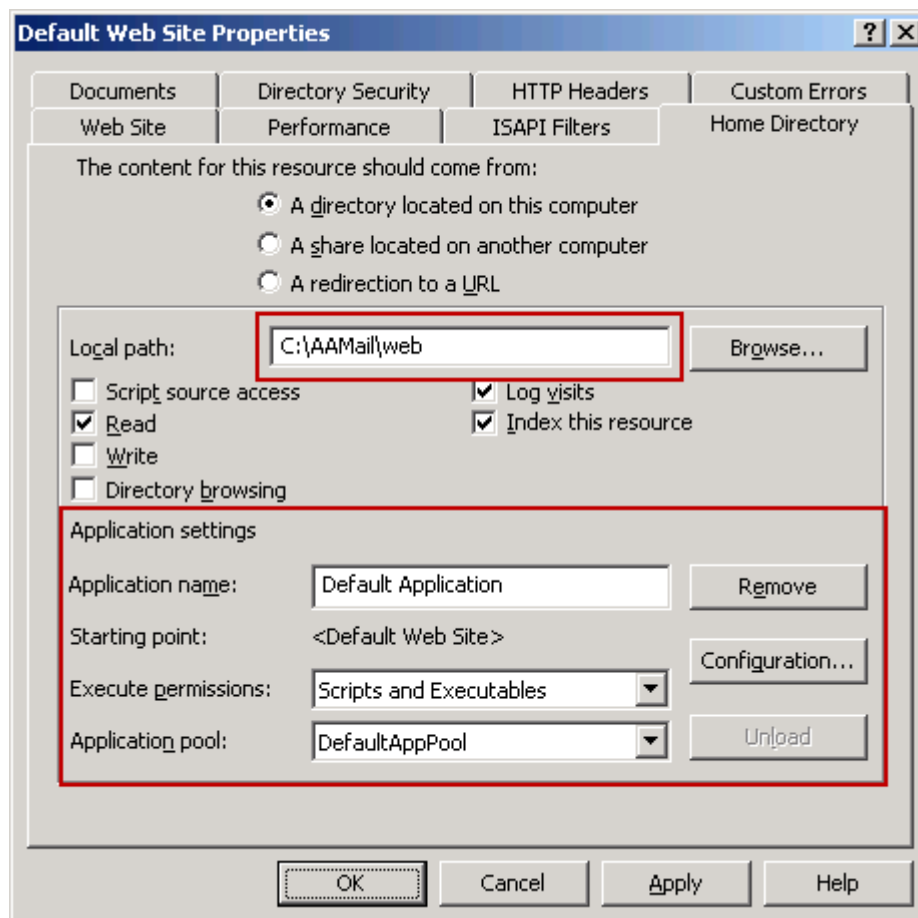 Default Web Site Properties
Documents Directory Security HTTP Headers Custom Errors
Web Site Performance ISAPI Filters Home Directory
The content for this resource should come from:
A directory located on this computer
A share located on another computer
A redirection to a URL
Local path: C:\AAMail\web Browse...
Script source access Log visits
Read Index this resource
Write
Directory browsing
Application settings
Application name: Default Application Remove
Starting point: <Default Web Site>
Configuration...
Execute permissions: Scripts and Executables
Application pool: DefaultAppPool Unload
OK Cancel Apply Help